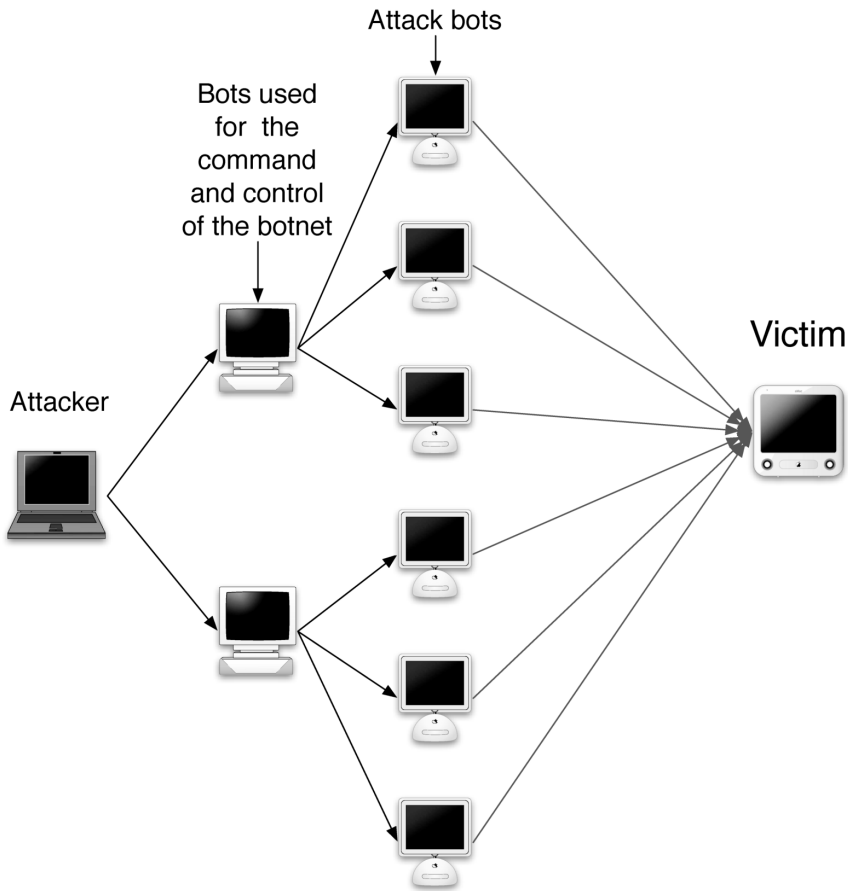 Attack bots
Bots used
for the
command
and control
of the botnet
Victim
Attacker